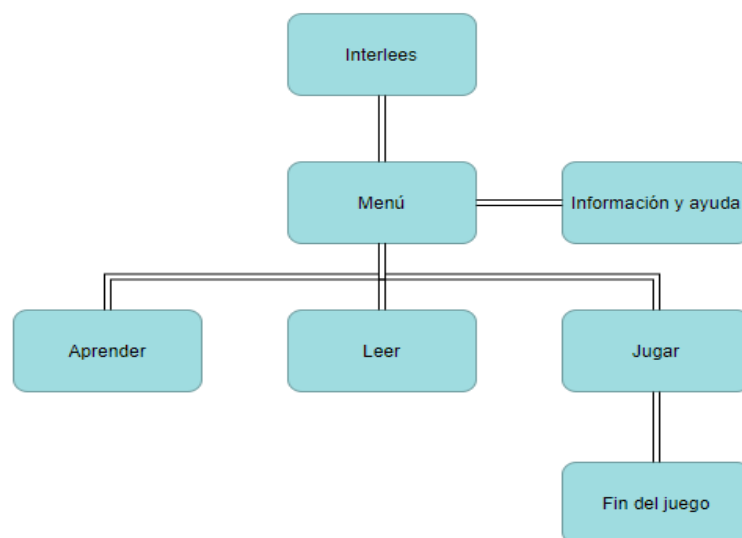 Interlees
Menú
Información y ayuda
Aprender
Leer
Jugar
Fin del juego